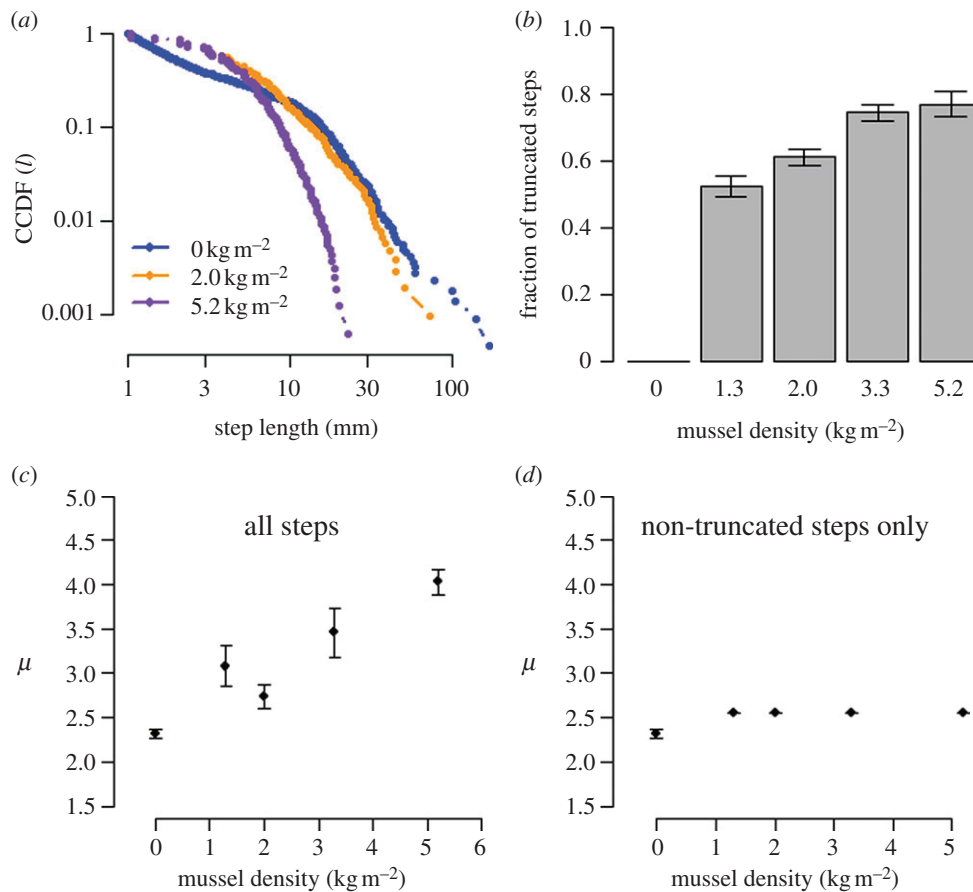 (a)
1
0.1
0.01
0.001
CCDF (l)
0 kg m−2
2.0 kg m−2
5.2 kg m−2
1 3 10 30 100
step length (mm)
(b)
0.8
0.6
0.4
0.2
0
fraction of truncated steps
0 1.3 2.0 3.3 5.2
mussel density (kg m−2)
(c)
5.0
4.5
4.0
3.5
3.0
2.5
2.0
1.5
μ
all steps
0 1 2 3 4 5 6
mussel density (kg m−2)
(d)
5.0
4.5
4.0
3.5
3.0
2.5
2.0
1.5
μ
non-truncated steps only
0 1 2 3 4 5
mussel density (kg m−2)